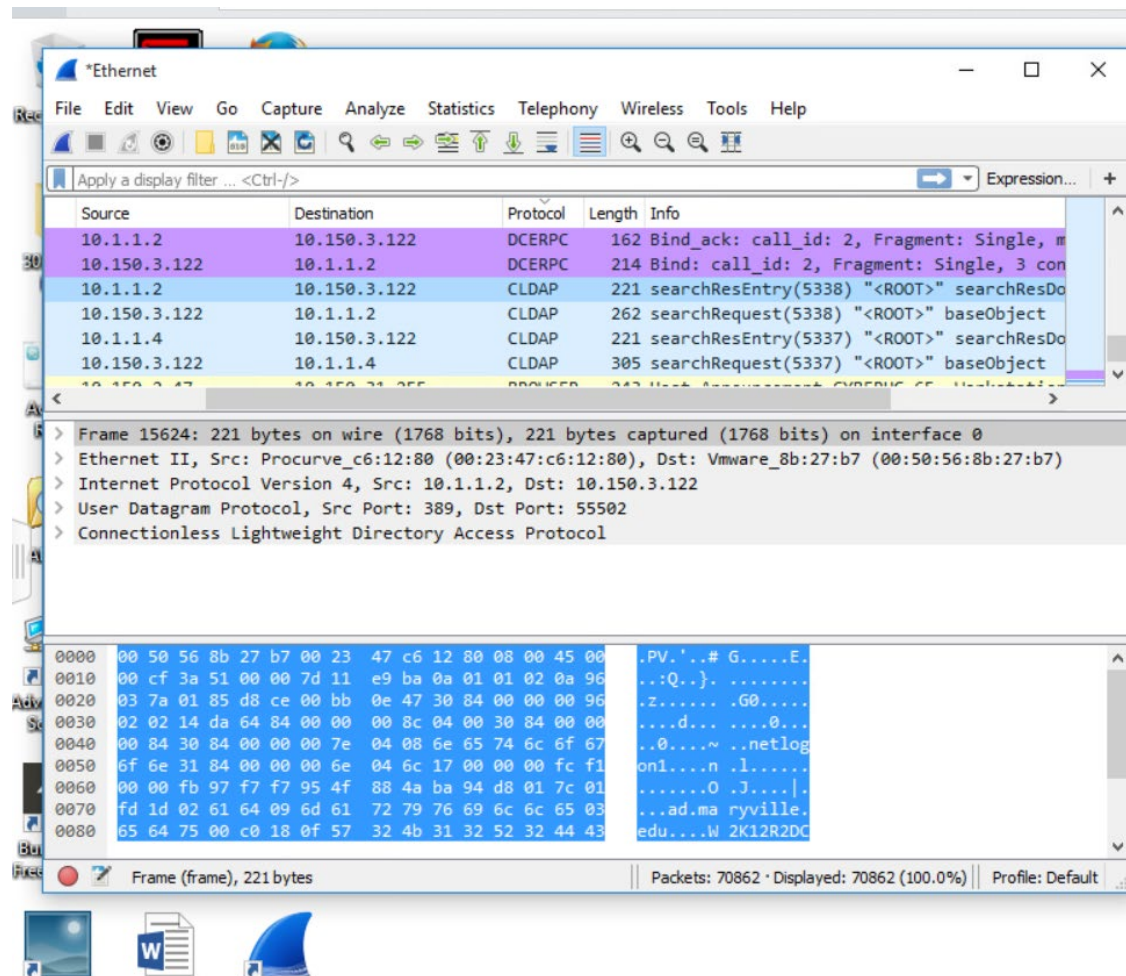 *Ethernet
File Edit View Go Capture Analyze Statistics Telephony Wireless Tools Help
Apply a display filter ... <Ctrl-/> Expression... +
Source Destination Protocol Length Info
10.1.1.2 10.150.3.122 DCERPC 162 Bind_ack: call_id: 2, Fragment: Single, m
10.150.3.122 10.1.1.2 DCERPC 214 Bind: call_id: 2, Fragment: Single, 3 con
10.1.1.2 10.150.3.122 CLDAP 221 searchResEntry(5338) "<ROOT>" searchResDo
10.150.3.122 10.1.1.2 CLDAP 262 searchRequest(5338) "<ROOT>" baseObject
10.1.1.4 10.150.3.122 CLDAP 221 searchResEntry(5337) "<ROOT>" searchResDo
10.150.3.122 10.1.1.4 CLDAP 305 searchRequest(5337) "<ROOT>" baseObject
> Frame 15624: 221 bytes on wire (1768 bits), 221 bytes captured (1768 bits) on interface 0
> Ethernet II, Src: Procurve_c6:12:80 (00:23:47:c6:12:80), Dst: Vmware_8b:27:b7 (00:50:56:8b:27:b7)
> Internet Protocol Version 4, Src: 10.1.1.2, Dst: 10.150.3.122
> User Datagram Protocol, Src Port: 389, Dst Port: 55502
> Connectionless Lightweight Directory Access Protocol
0000 00 50 56 8b 27 b7 00 23 47 c6 12 80 08 00 45 00 .PV.'..# G.....E.
0010 00 cf 3a 51 00 00 7d 11 e9 ba 0a 01 01 02 0a 96 ..:Q..}. ........
0020 03 7a 01 85 d8 ce 00 bb 0e 47 30 84 00 00 00 96 .z...... .G0.....
0030 02 02 14 da 64 84 00 00 00 8c 04 00 30 84 00 00 ....d... ....0...
0040 00 84 30 84 00 00 00 7e 04 08 6e 65 74 6c 6f 67 ..0....~ ..netlog
0050 6f 6e 31 84 00 00 00 6e 04 6c 17 00 00 00 fc f1 on1....n .l......
0060 00 00 fb 97 f7 f7 95 4f 88 4a ba 94 d8 01 7c 01 .......O .J....|.
0070 fd 1d 02 61 64 09 6d 61 72 79 76 69 6c 6c 65 03 ...ad.ma ryville.
0080 65 64 75 00 c0 18 0f 57 32 4b 31 32 52 32 44 43 edu....W 2K12R2DC
Frame (frame), 221 bytes Packets: 70862 · Displayed: 70862 (100.0%) Profile: Default